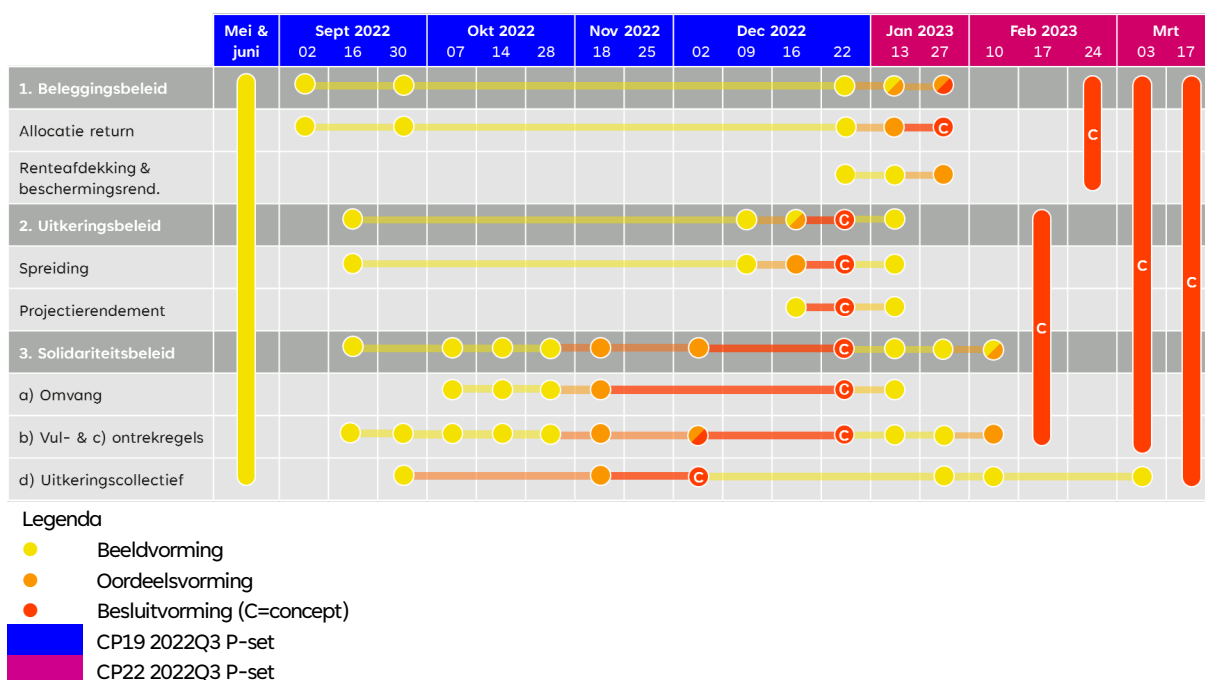 Mei & juni
Sept 2022
Okt 2022
Nov 2022
Dec 2022
Jan 2023
Feb 2023
Mrt
02 16 30 07 14 28 18 25 02 09 16 22 13 27 10 17 24 03 17
1. Beleggingsbeleid
Allocatie return
C
Renteafdekking &
beschermingsrend.
C
2. Uitkeringsbeleid
C
Spreiding
C
C
Projectierendement
C
C
3. Solidariteitsbeleid
C
C
a) Omvang
C
b) Vul- & c) ontrekregels
C
d) Uitkeringscollectief
C
Legenda
Beeldvorming
Oordeelsvorming
Besluitvorming (C=concept)
CP19 2022Q3 P-set
CP22 2022Q3 P-set